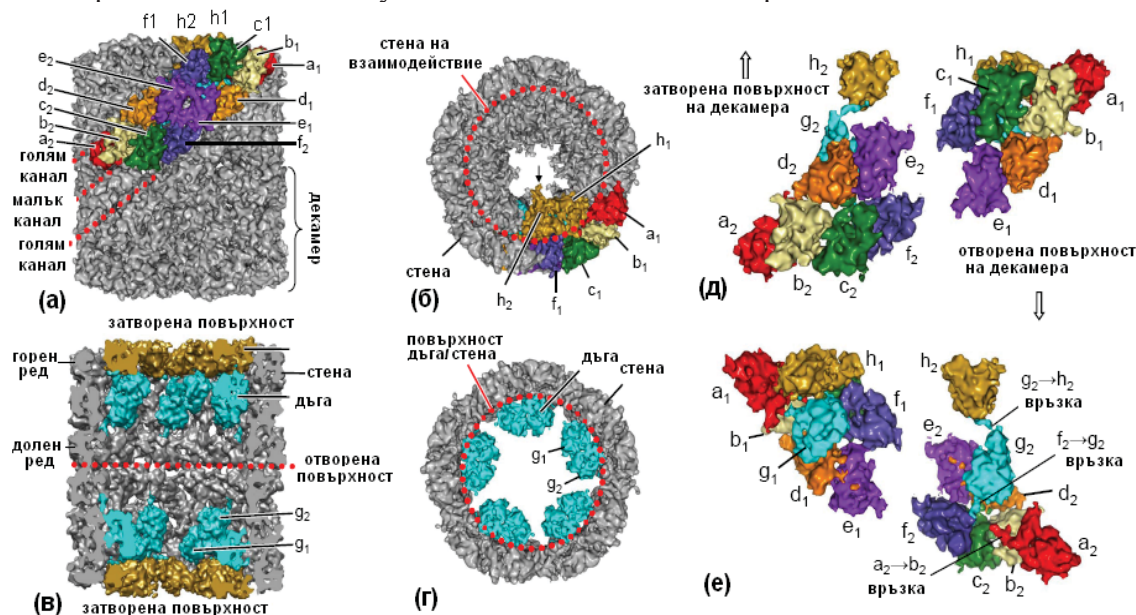 f1 h2 h1 c1
b₁
a₁
e₂
d₂
c₂
b₂
a₂
d₁
e₁
f₂
голям
канал
малък
канал
голям
канал
декамер
(а)
стена на
взаимодействие
h₁
a₁
b₁
c₁
f₁
h₂
стена
(б)
затворена повърхност
на декамера
h₂
g₂
d₂
e₂
a₂
b₂
c₂
f₂
h₁
c₁
f₁
a₁
b₁
d₁
e₁
отворена повърхност
на декамера
(д)
затворена повърхност
горен
ред
стена
дъга
долен
ред
отворена
повърхност
g₂
g₁
(в)
затворена повърхност
повърхност
дъга/стена
дъга
стена
g₁
g₂
(г)
h₁
a₁
f₁
b₁
g₁
d₁
e₁
h₂
g₂→h₂
връзка
e₂
g₂
f₂→g₂
връзка
d₂
f₂
a₂
a₂→b₂
връзка
c₂
b₂
(е)